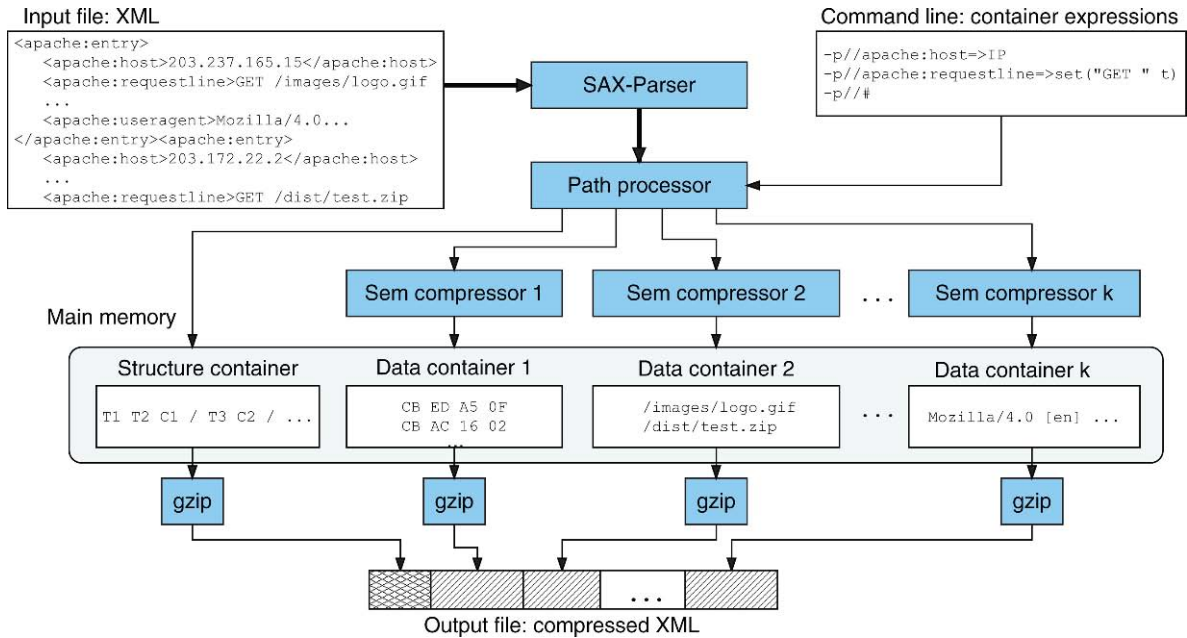 Input file: XML
<apache:entry>
<apache:host>203.237.165.15</apache:host>
<apache:requestline>GET /images/logo.gif
...
<apache:useragent>Mozilla/4.0...
</apache:entry><apache:entry>
<apache:host>203.172.22.2</apache:host>
...
<apache:requestline>GET /dist/test.zip
Command line: container expressions
-p//apache:host=>IP
-p//apache:requestline=>set("GET " t)
-p//#
SAX-Parser
Path processor
Sem compressor 1
Sem compressor 2
...
Sem compressor k
Main memory
Structure container
T1 T2 C1 / T3 C2 / ...
Data container 1
CB ED A5 0F
CB AC 16 02
...
Data container 2
/images/logo.gif
/dist/test.zip
...
Data container k
Mozilla/4.0 [en] ...
gzip
gzip
gzip
gzip
...
Output file: compressed XML